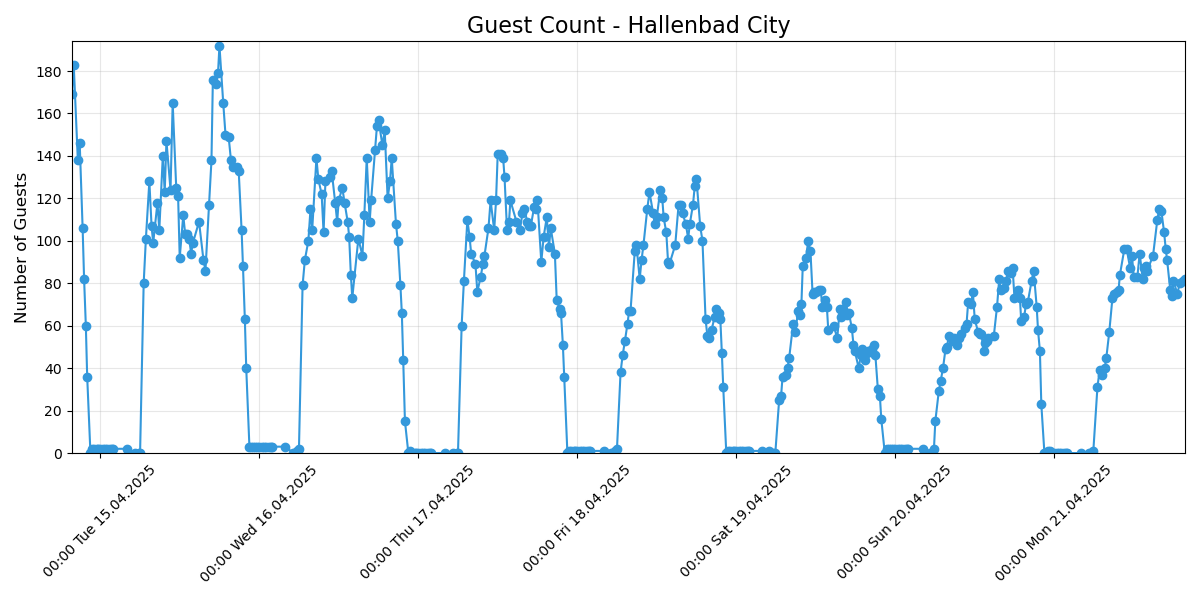 Guest Count - Hallenbad City
Number of Guests
180
160
140
120
100
80
60
40
20
0
00:00 Tue 15.04.2025
00:00 Wed 16.04.2025
00:00 Thu 17.04.2025
00:00 Fri 18.04.2025
00:00 Sat 19.04.2025
00:00 Sun 20.04.2025
00:00 Mon 21.04.2025